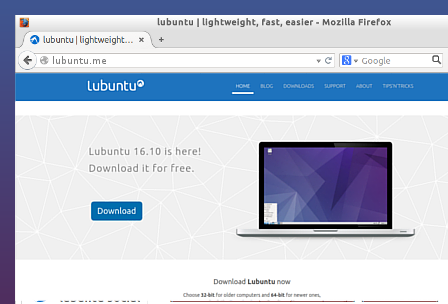 lubuntu | lightweight, fast, easier - Mozilla Firefox
lubuntu | lightweight... × +
lubuntu.me Google
Lubuntu
HOME BLOG DOWNLOADS SUPPORT ABOUT TIPS'N'TRICKS
Lubuntu 16.10 is here!
Download it for free.
Download
Download Lubuntu now
Choose 32-bit for older computers and 64-bit for newer ones,